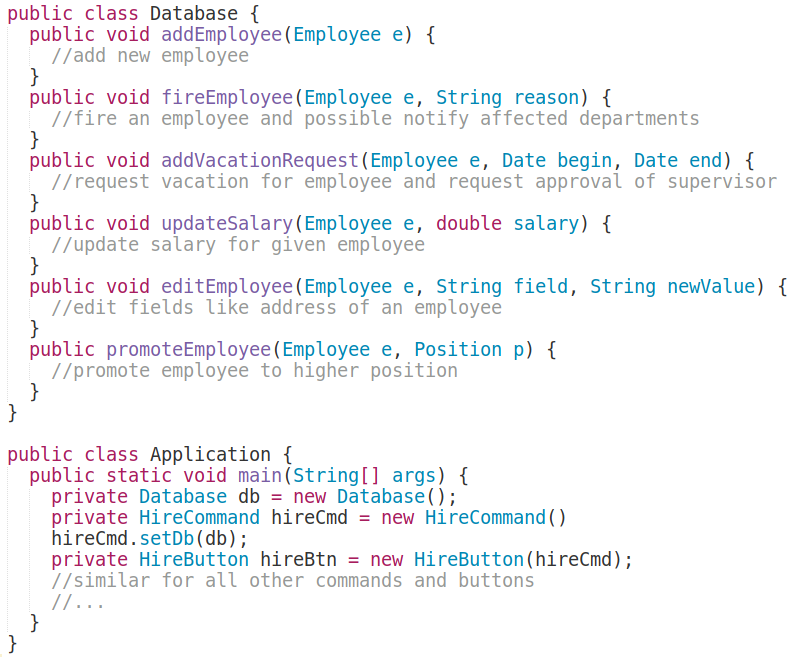 public class Database {
  public void addEmployee(Employee e) {
    //add new employee
  }
  public void fireEmployee(Employee e, String reason) {
    //fire an employee and possible notify affected departments
  }
  public void addVacationRequest(Employee e, Date begin, Date end) {
    //request vacation for employee and request approval of supervisor
  }
  public void updateSalary(Employee e, double salary) {
    //update salary for given employee
  }
  public void editEmployee(Employee e, String field, String newValue) {
    //edit fields like address of an employee
  }
  public promoteEmployee(Employee e, Position p) {
    //promote employee to higher position
  }
}

public class Application {
  public static void main(String[] args) {
    private Database db = new Database();
    private HireCommand hireCmd = new HireCommand()
    hireCmd.setDb(db);
    private HireButton hireBtn = new HireButton(hireCmd);
    //similar for all other commands and buttons
    //...
  }
}